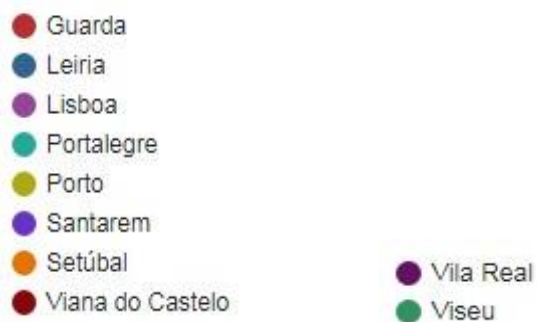 Guarda
Leiria
Lisboa
Portalegre
Porto
Santarem
Setúbal
Viana do Castelo
Vila Real
Viseu